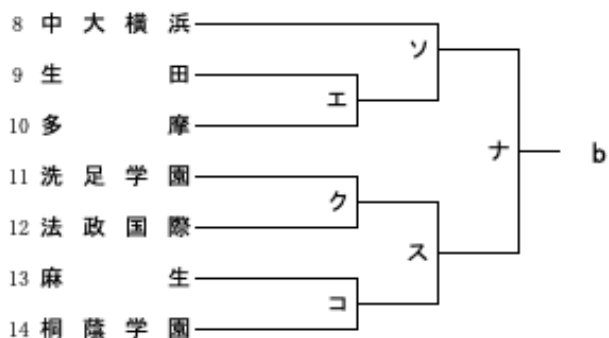 8 中大横浜
ソ
9 生田
エ
10 多摩
ナ b
11 洗足学園
ク
12 法政国際
ス
13 麻生
コ
14 桐蔭学園